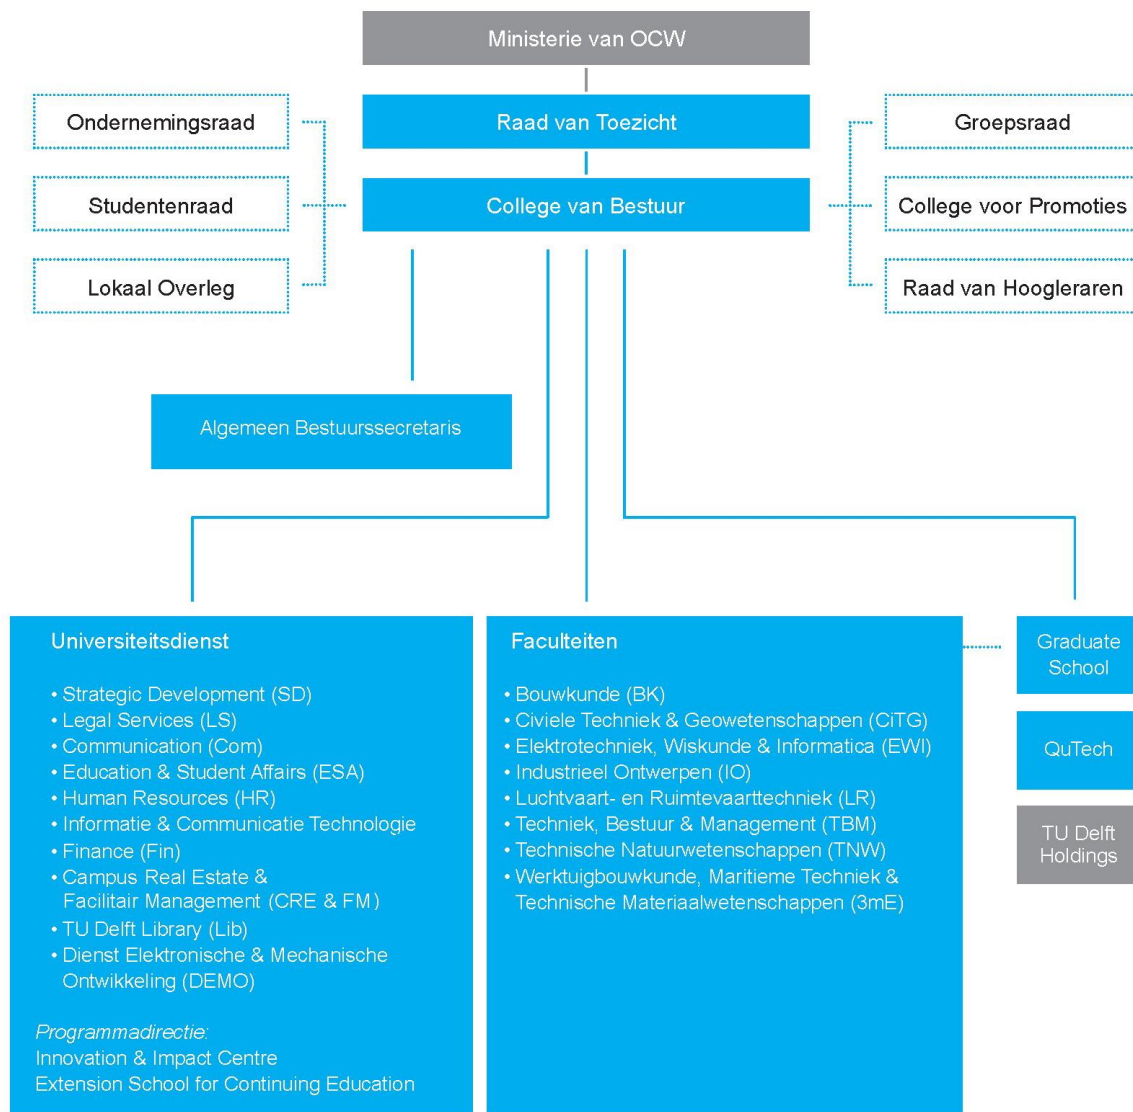 Ministerie van OCW
Ondernemingsraad
Raad van Toezicht
Groepsraad
Studentenraad
College van Bestuur
College voor Promoties
Lokaal Overleg
Raad van Hoogleraren
Algemeen Bestuurssecretaris
Universiteitsdienst
• Strategic Development (SD)
• Legal Services (LS)
• Communication (Com)
• Education & Student Affairs (ESA)
• Human Resources (HR)
• Informatie & Communicatie Technologie
• Finance (Fin)
• Campus Real Estate &
Facilitair Management (CRE & FM)
• TU Delft Library (Lib)
• Dienst Elektronische & Mechanische
Ontwikkeling (DEMO)
Programmadirectie:
Innovation & Impact Centre
Extension School for Continuing Education
Faculteiten
• Bouwkunde (BK)
• Civiele Techniek & Geowetenschappen (CiTG)
• Elektrotechniek, Wiskunde & Informatica (EWI)
• Industrieel Ontwerpen (IO)
• Luchtvaart- en Ruimtevaarttechniek (LR)
• Techniek, Bestuur & Management (TBM)
• Technische Natuurwetenschappen (TNW)
• Werktuigbouwkunde, Maritieme Techniek &
Technische Materiaalwetenschappen (3mE)
Graduate
School
QuTech
TU Delft
Holdings